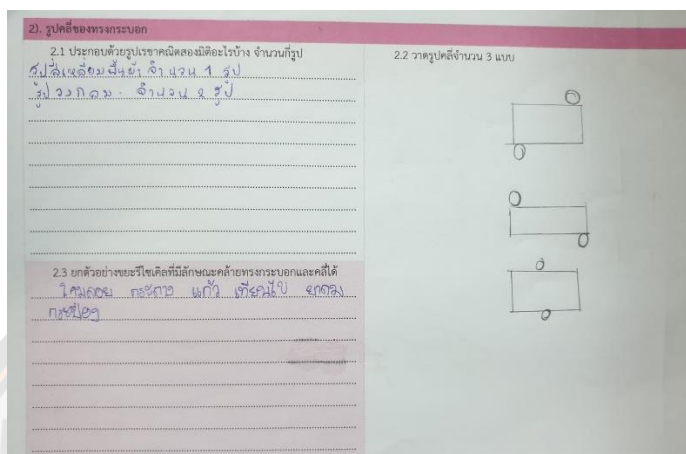 2). รูปคลี่ของทรงกระบอก
2.1 ประกอบด้วยรูปเรขาคณิตสองมิติอะไรบ้าง จำนวนกี่รูป
รูปสี่เหลี่ยมผืนผ้า จำนวน 1 รูป
รูปวงกลม จำนวน 2 รูป
2.2 วาดรูปคลี่จำนวน 3 แบบ
2.3 ยกตัวอย่างขยะรีไซเคิลที่มีลักษณะคล้ายทรงกระบอกและคลี่ได้
กระถาง แก้ว เทียนไข ยาดม
กระป๋อง